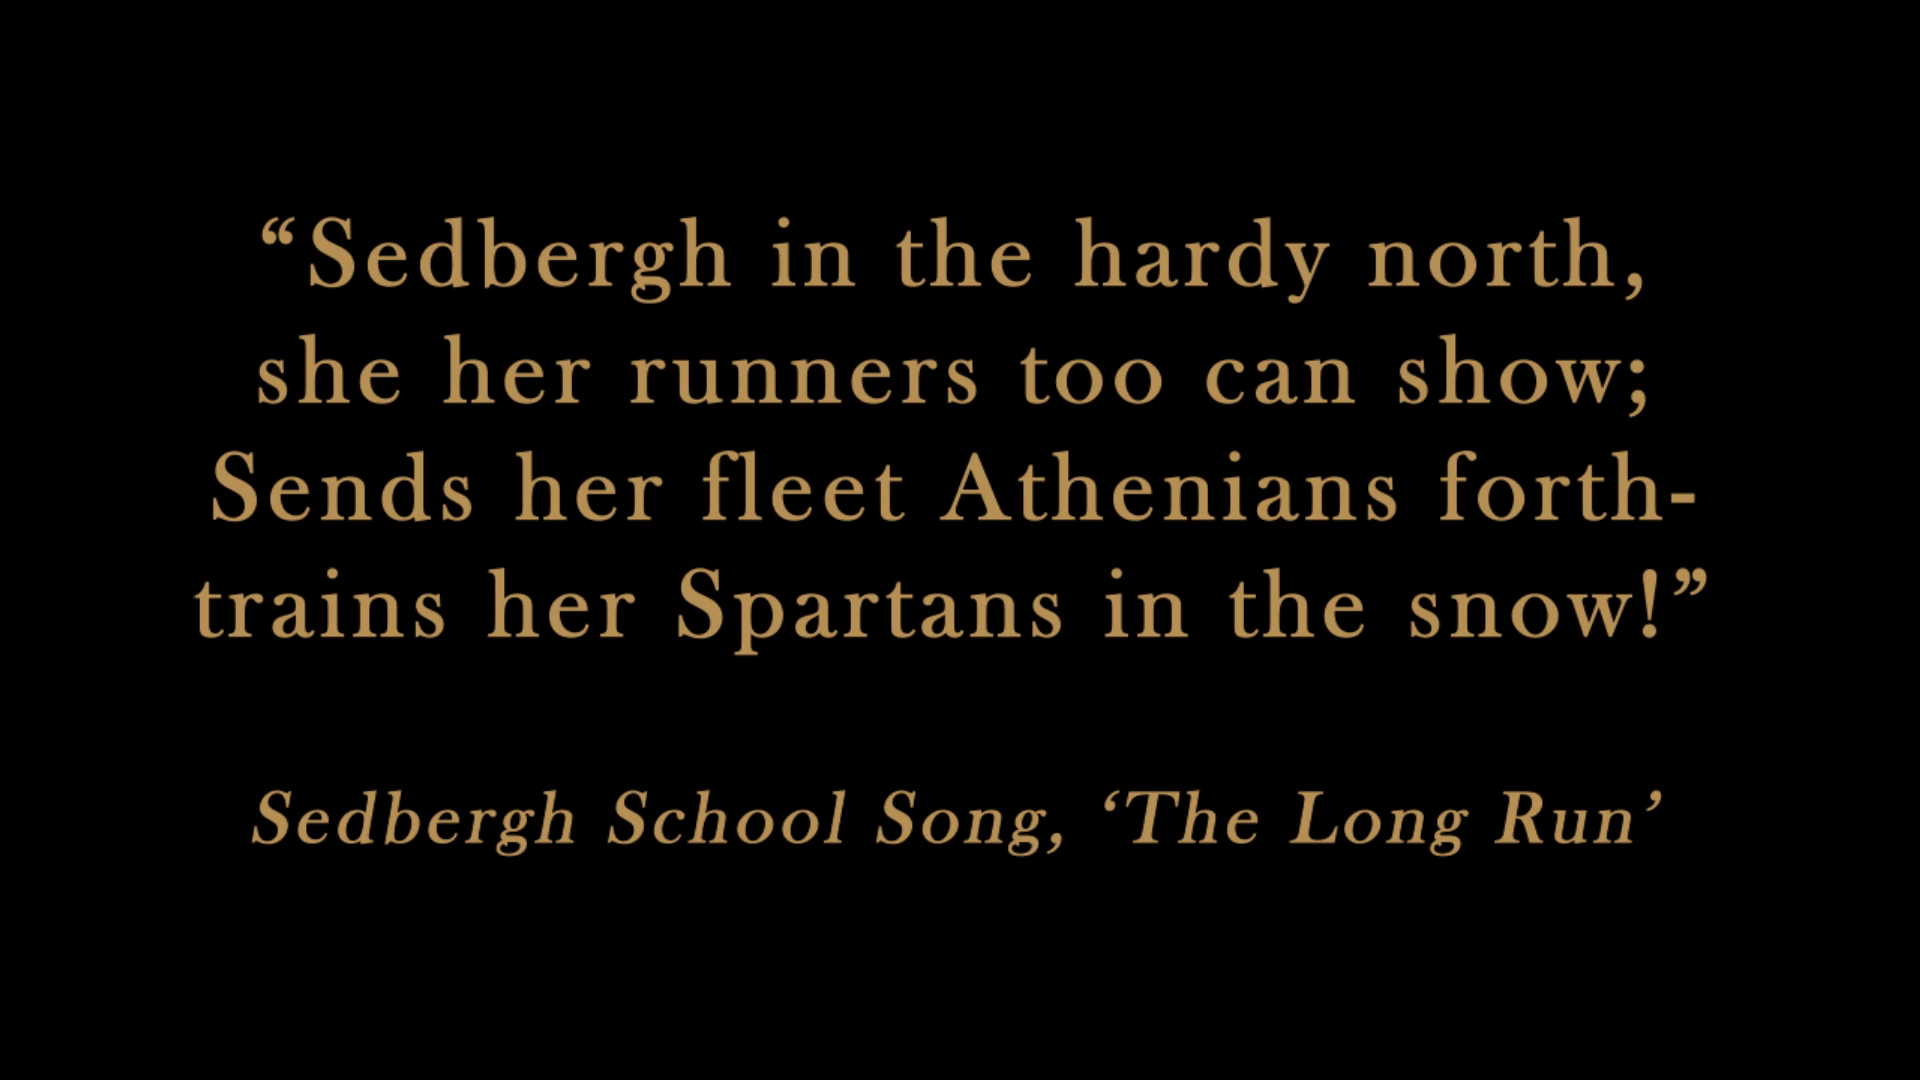 “Sedbergh in the hardy north,
she her runners too can show;
Sends her fleet Athenians forth-
trains her Spartans in the snow!”
Sedbergh School Song, ‘The Long Run’